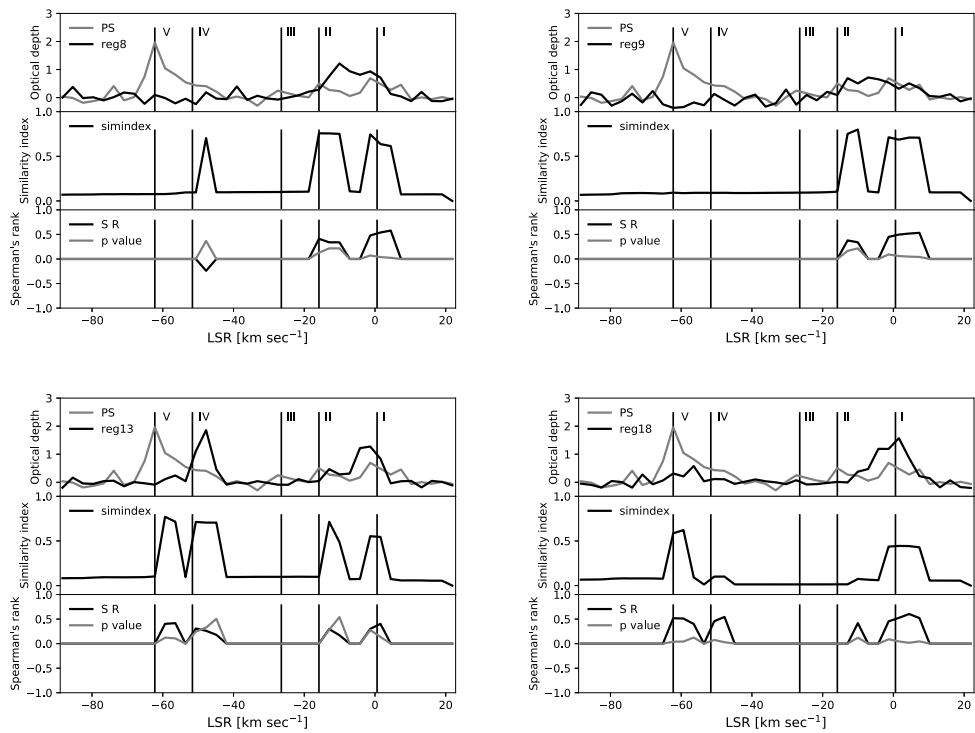 3
2
1
0
1.0
0.5
0.0
1.0
0.5
0.0
−0.5
−1.0
Optical depth
Similarity index
Spearman's rank
PS
reg8
V IV III II I
simindex
S R
p value
−80 −60 −40 −20 0 20
LSR [km sec⁻¹]
3
2
1
0
1.0
0.5
0.0
1.0
0.5
0.0
−0.5
−1.0
Optical depth
Similarity index
Spearman's rank
PS
reg9
V IV III II I
simindex
S R
p value
−80 −60 −40 −20 0 20
LSR [km sec⁻¹]
3
2
1
0
1.0
0.5
0.0
1.0
0.5
0.0
−0.5
−1.0
Optical depth
Similarity index
Spearman's rank
PS
reg13
V IV III II I
simindex
S R
p value
−80 −60 −40 −20 0 20
LSR [km sec⁻¹]
3
2
1
0
1.0
0.5
0.0
1.0
0.5
0.0
−0.5
−1.0
Optical depth
Similarity index
Spearman's rank
PS
reg18
V IV III II I
simindex
S R
p value
−80 −60 −40 −20 0 20
LSR [km sec⁻¹]